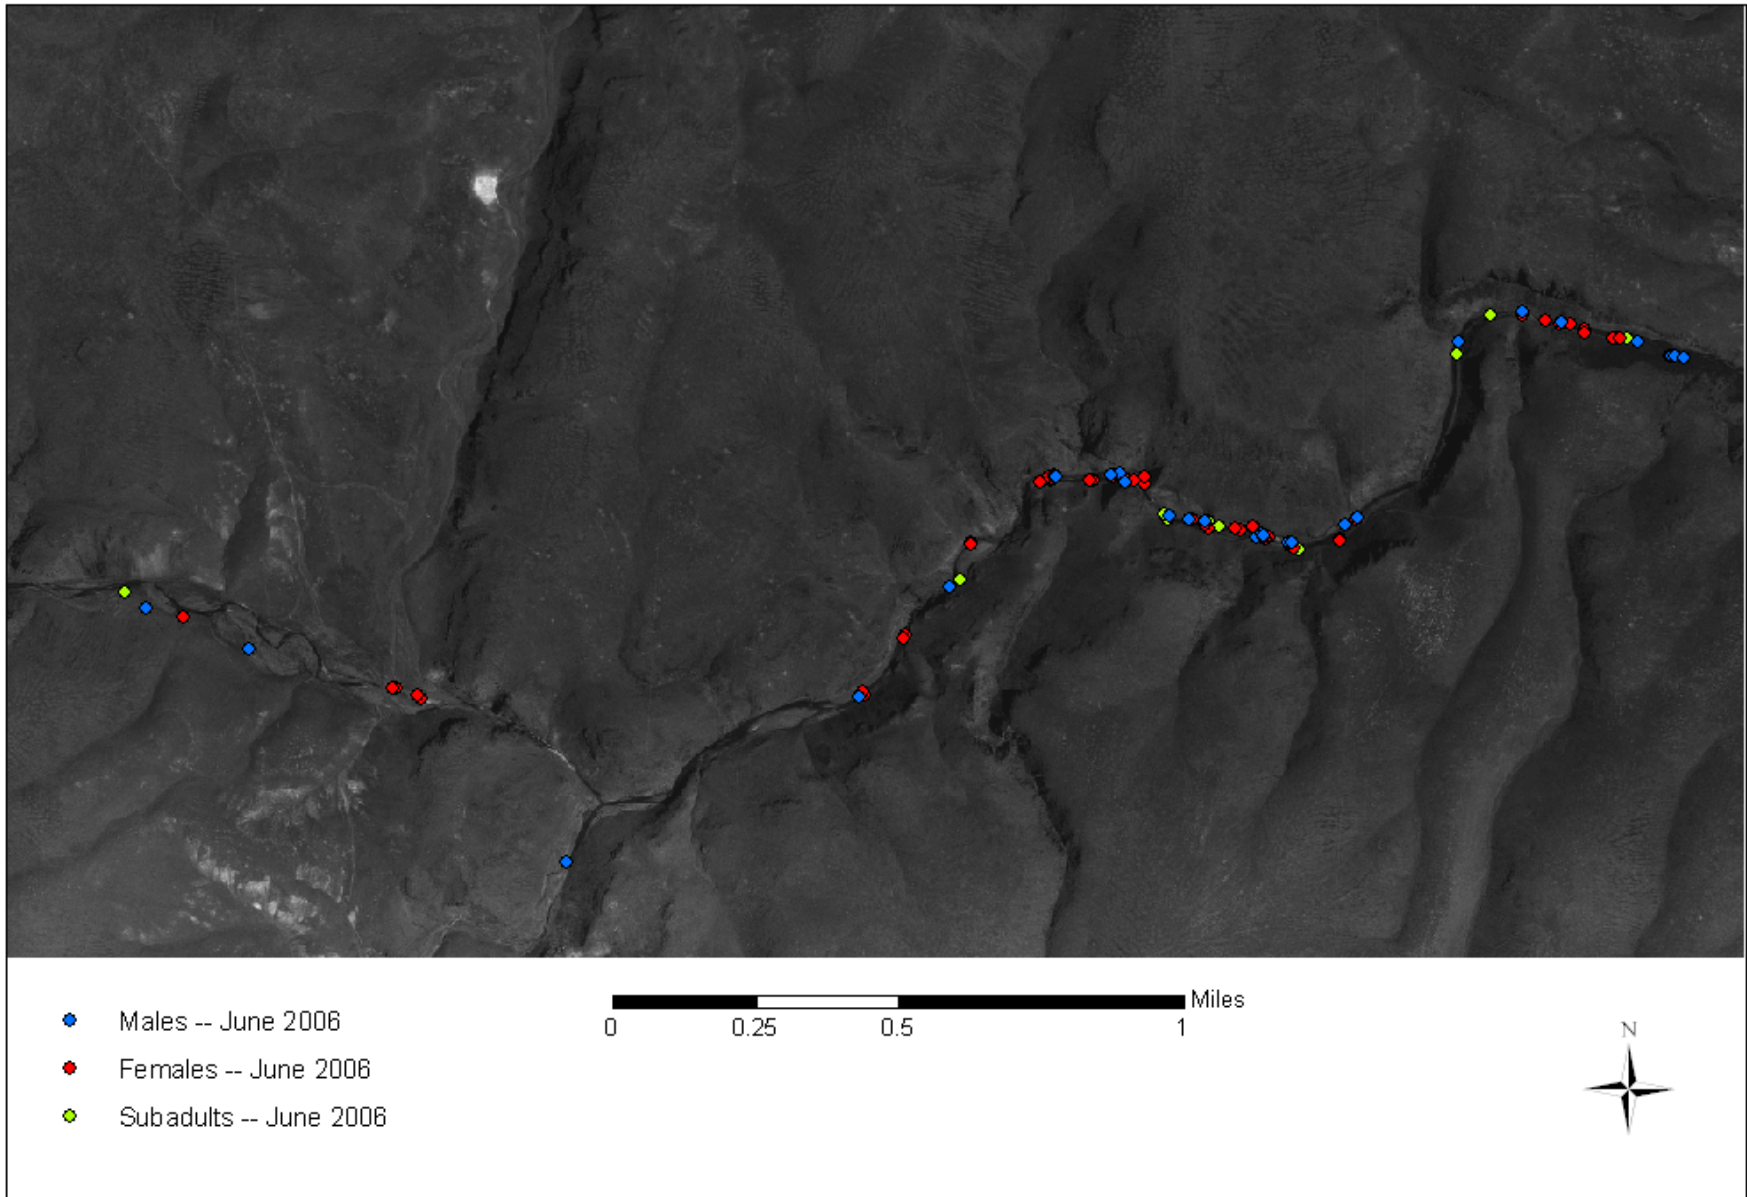 Males -- June 2006
Females -- June 2006
Subadults -- June 2006
Miles
0 0.25 0.5 1
N